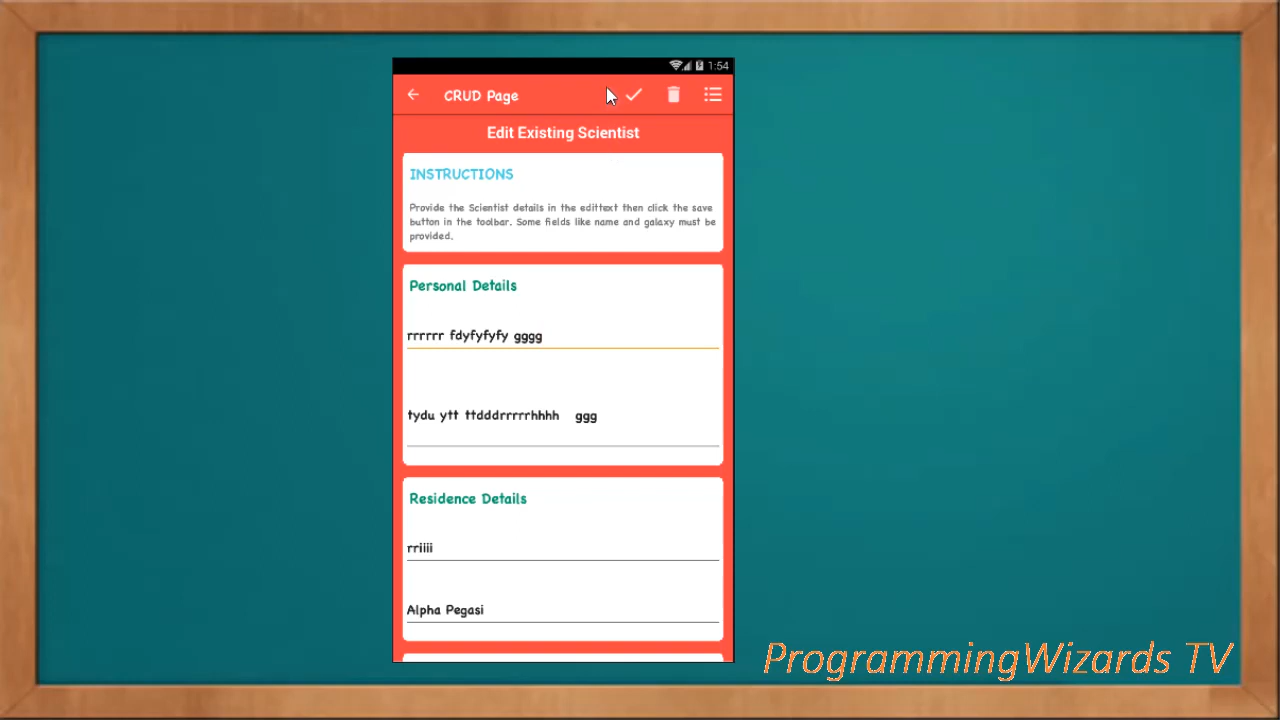 1:54
CRUD Page
Edit Existing Scientist
INSTRUCTIONS
Provide the Scientist details in the edittext then click the save
button in the toolbar. Some fields like name and galaxy must be
provided.
Personal Details
rrrrrr fdyfyfyfy gggg
tydu ytt ttdddrrrrrhhhh ggg
Residence Details
rriiii
Alpha Pegasi
ProgrammingWizards TV